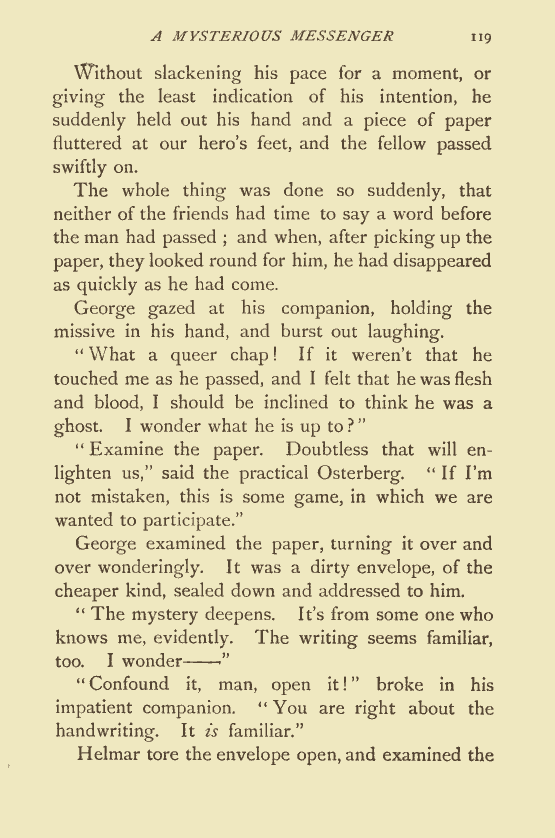 A MYSTERIOUS MESSENGER 119
Without slackening his pace for a moment, or
giving the least indication of his intention, he
suddenly held out his hand and a piece of paper
fluttered at our hero's feet, and the fellow passed
swiftly on.
The whole thing was done so suddenly, that
neither of the friends had time to say a word before
the man had passed ; and when, after picking up the
paper, they looked round for him, he had disappeared
as quickly as he had come.
George gazed at his companion, holding the
missive in his hand, and burst out laughing.
“What a queer chap! If it weren't that he
touched me as he passed, and I felt that he was flesh
and blood, I should be inclined to think he was a
ghost. I wonder what he is up to?”
“Examine the paper. Doubtless that will en-
lighten us,” said the practical Osterberg. “If I'm
not mistaken, this is some game, in which we are
wanted to participate.”
George examined the paper, turning it over and
over wonderingly. It was a dirty envelope, of the
cheaper kind, sealed down and addressed to him.
“The mystery deepens. It's from some one who
knows me, evidently. The writing seems familiar,
too. I wonder——”
“Confound it, man, open it!” broke in his
impatient companion. “You are right about the
handwriting. It is familiar.”
Helmar tore the envelope open, and examined the